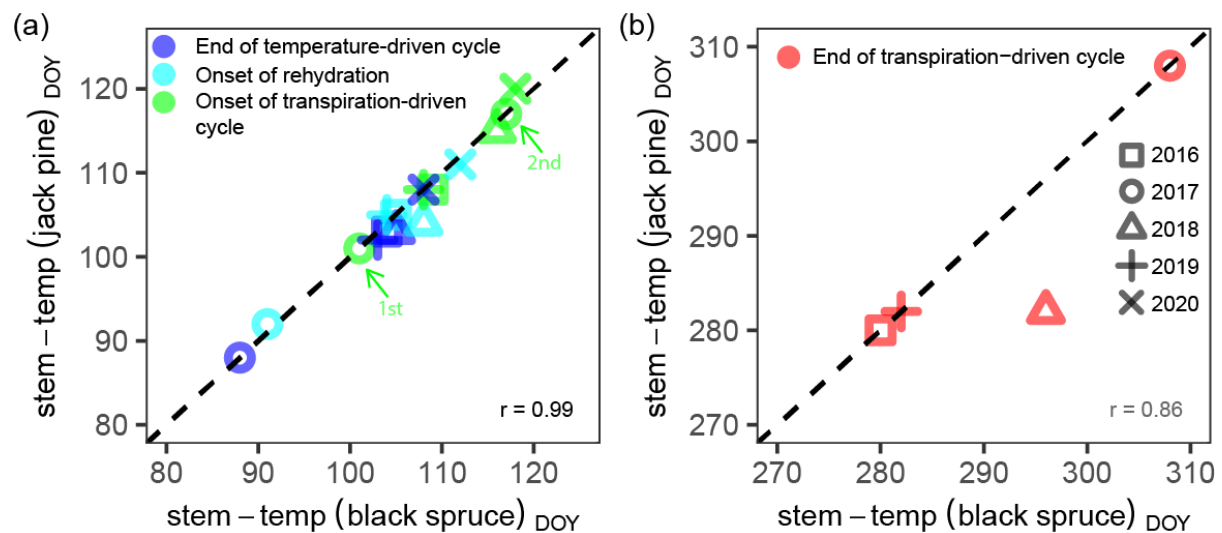 (a)
End of temperature-driven cycle
Onset of rehydration
Onset of transpiration-driven
cycle
2nd
1st
r = 0.99
120
110
100
90
80
80 90 100 110 120
stem – temp (jack pine) DOY
stem – temp (black spruce) DOY
(b)
End of transpiration–driven cycle
2016
2017
2018
2019
2020
r = 0.86
310
300
290
280
270
270 280 290 300 310
stem – temp (jack pine) DOY
stem – temp (black spruce) DOY